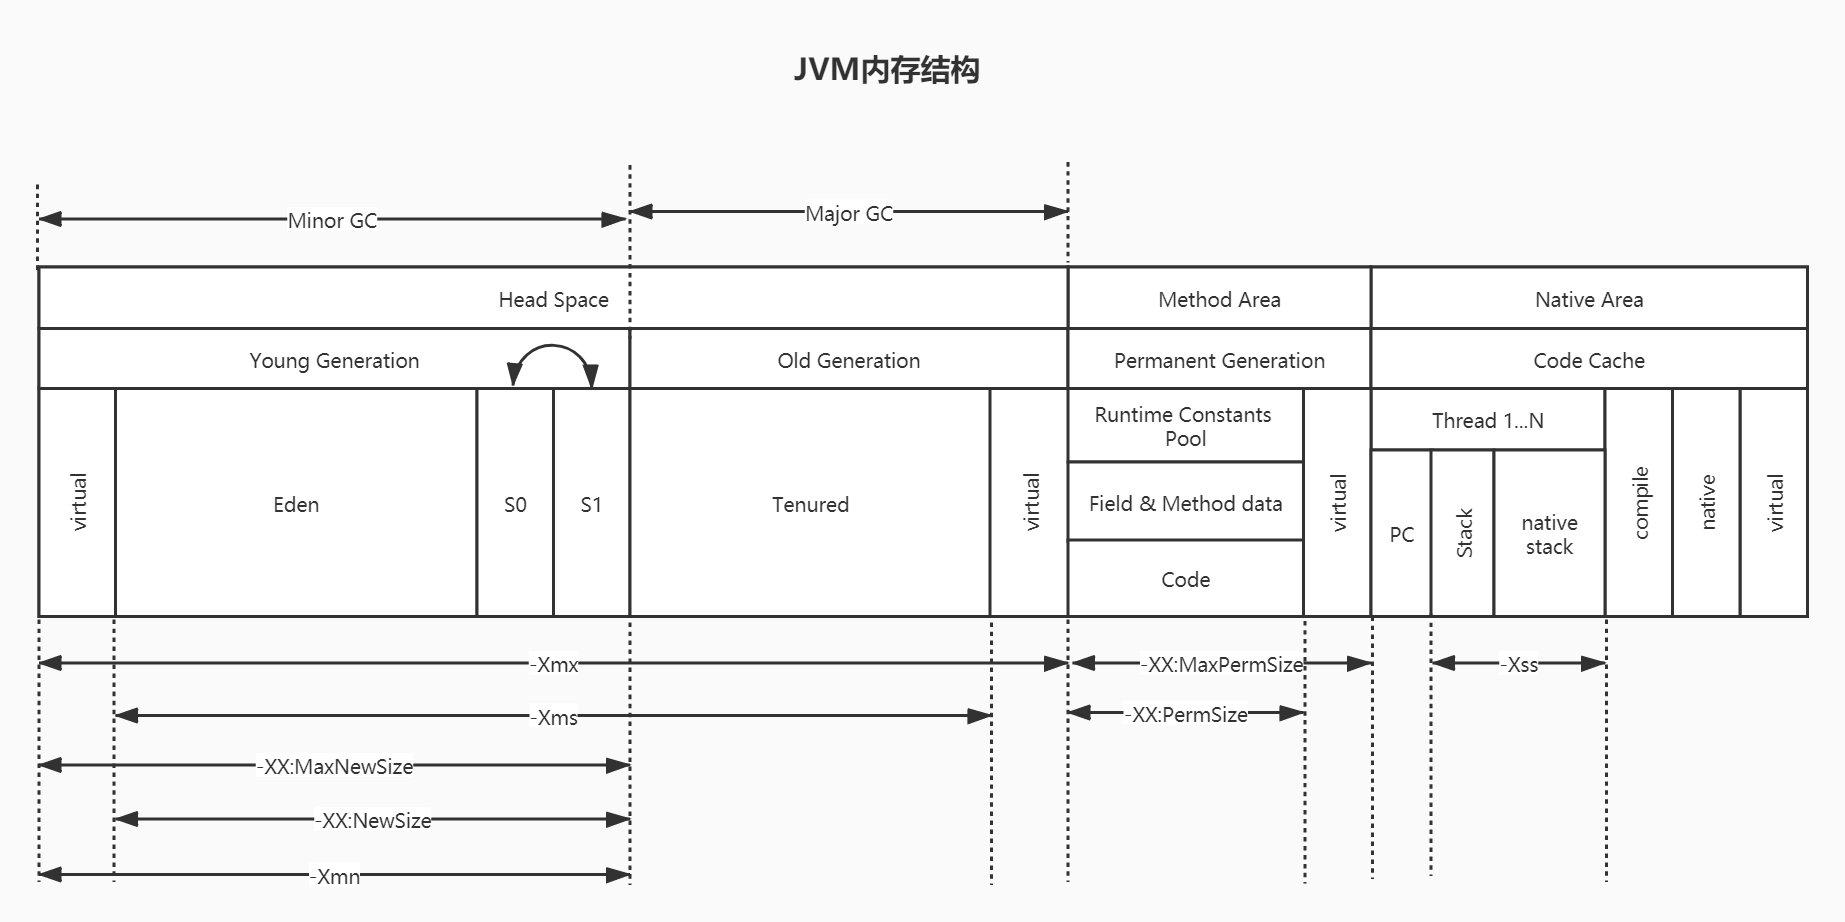 JVM内存结构
Minor GC
Major GC
Head Space
Method Area
Native Area
Young Generation
Old Generation
Permanent Generation
Code Cache
virtual
Eden
S0
S1
Tenured
virtual
Runtime Constants
Pool
Field & Method data
Code
virtual
Thread 1...N
PC
Stack
native
stack
compile
native
virtual
-Xmx
-XX:MaxPermSize
-Xss
-Xms
-XX:PermSize
-XX:MaxNewSize
-XX:NewSize
-Xmn